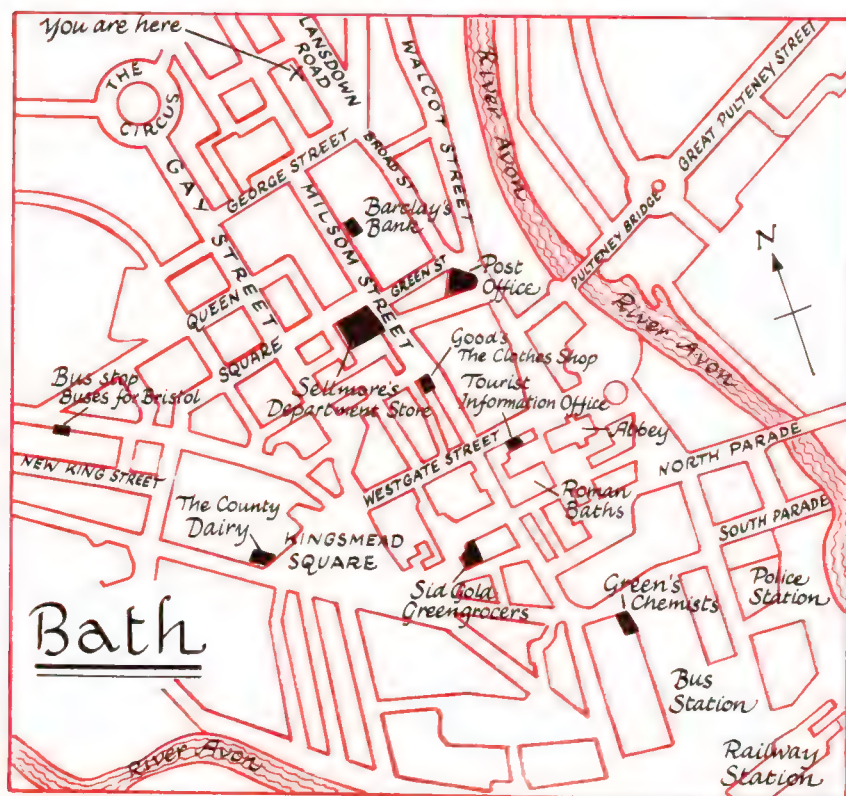 You are here
LANSDOWN
ROAD
WALCOT STREET
River Avon
GREAT PULTENEY STREET
THE
CIRCUS
GAY
STREET
GEORGE STREET
BROAD ST
MILSOM
STREET
Barclay's
Bank
PULTENEY BRIDGE
N
GREEN ST
Post
Office
QUEEN
SQUARE
River Avon
Good's
The Clothes Shop
Bus stop
Buses for Bristol
Sellmore's
Department Store
Tourist
Information Office
Abbey
NEW KING STREET
WESTGATE STREET
NORTH PARADE
Roman
Baths
The County
Dairy
KINGSMEAD
SQUARE
SOUTH PARADE
Sid Gold
Greengrocers
Green's
Chemists
Police
Station
Bath
Bus
Station
River Avon
Railway
Station